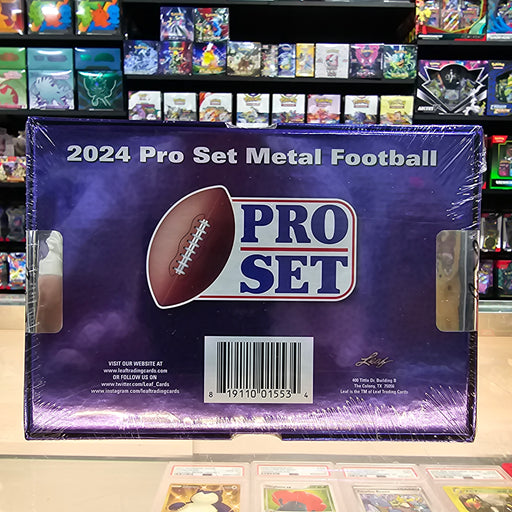 2024 Pro Set Metal Football
PRO
SET
VISIT OUR WEBSITE AT
www.leaftradingcards.com
OR FOLLOW US ON
www.twitter.com/Leaf_Cards
www.instagram.com/leaftradingcards
8 19110 01553 4
Leaf
400 Tittle Dr, Building B
The Colony, TX 75056
Leaf is the TM of Leaf Trading Cards